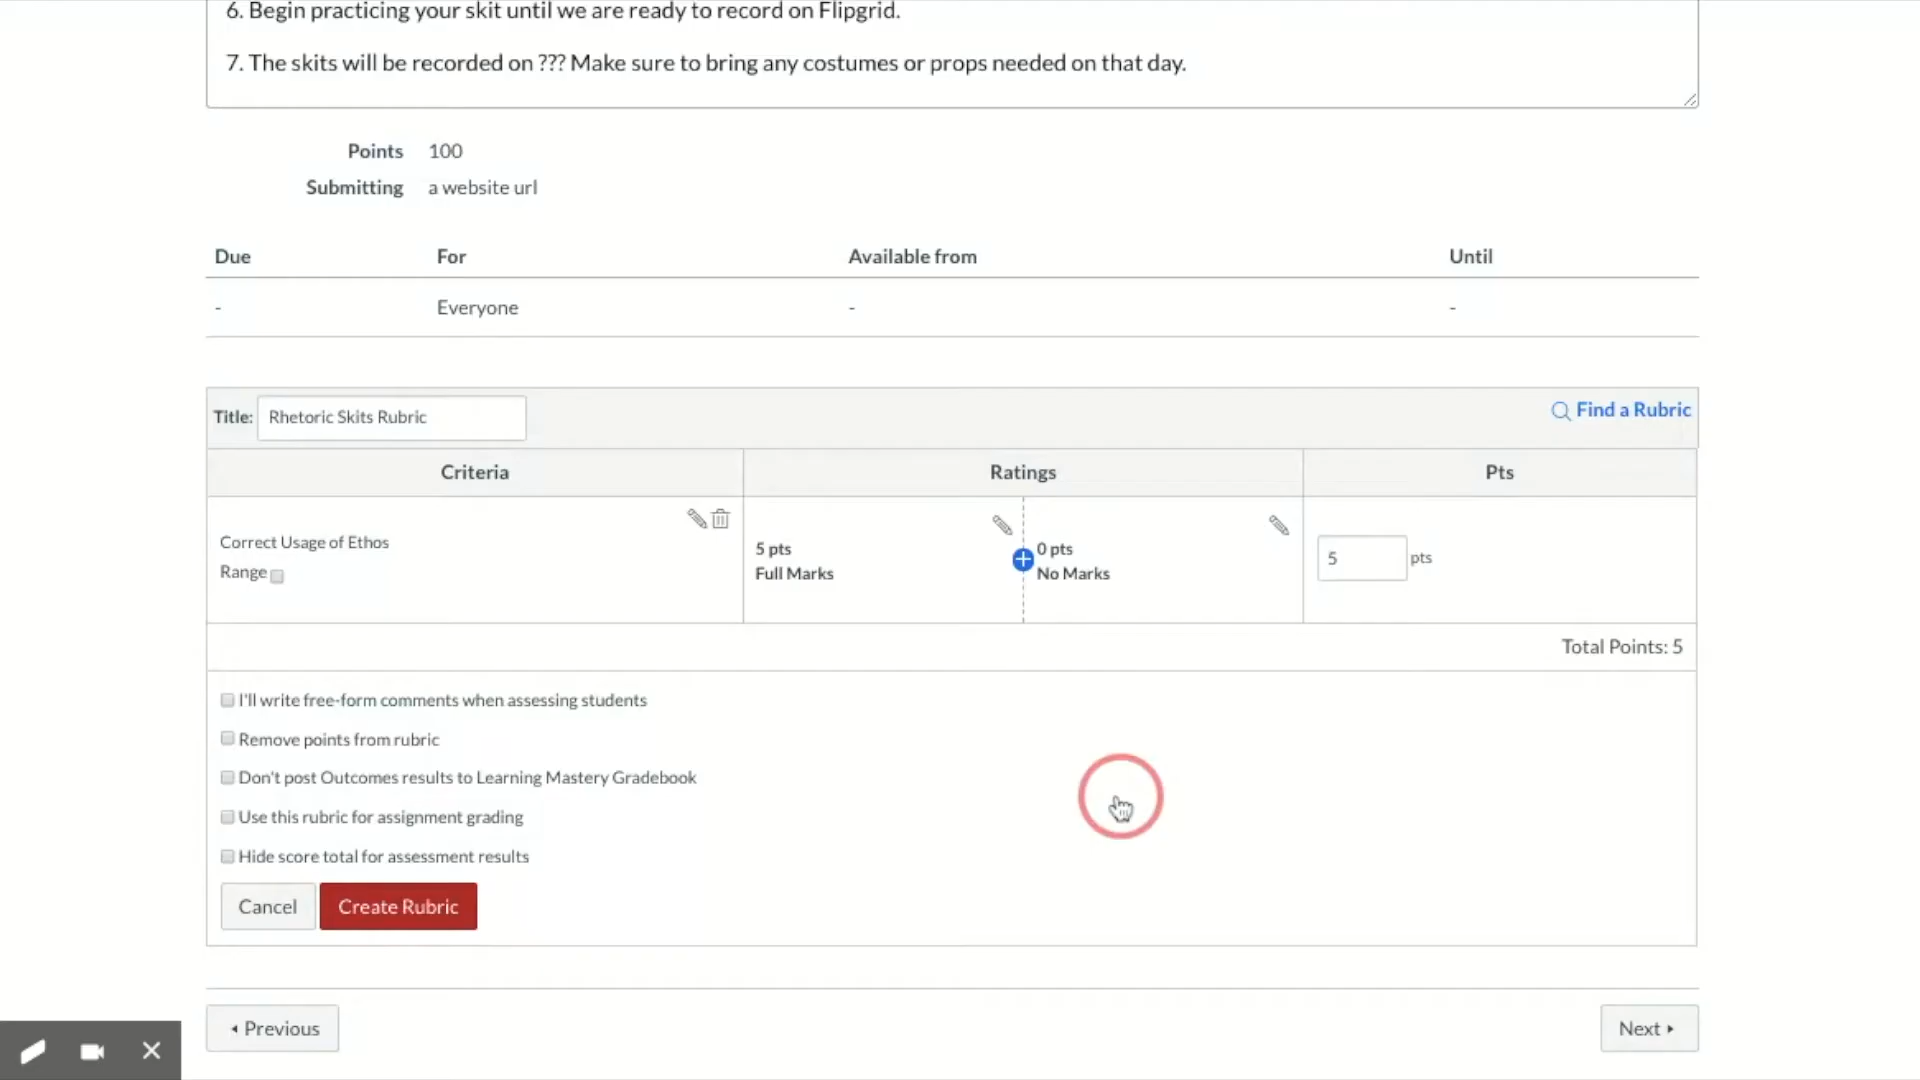 6. Begin practicing your skit until we are ready to record on Flipgrid.
7. The skits will be recorded on ??? Make sure to bring any costumes or props needed on that day.
Points 100
Submitting a website url
Due For Available from Until
- Everyone - -
Title: Rhetoric Skits Rubric Find a Rubric
Criteria Ratings Pts
Correct Usage of Ethos
Range
5 pts
Full Marks
0 pts
No Marks
5 pts
Total Points: 5
I'll write free-form comments when assessing students
Remove points from rubric
Don't post Outcomes results to Learning Mastery Gradebook
Use this rubric for assignment grading
Hide score total for assessment results
Cancel Create Rubric
Previous Next